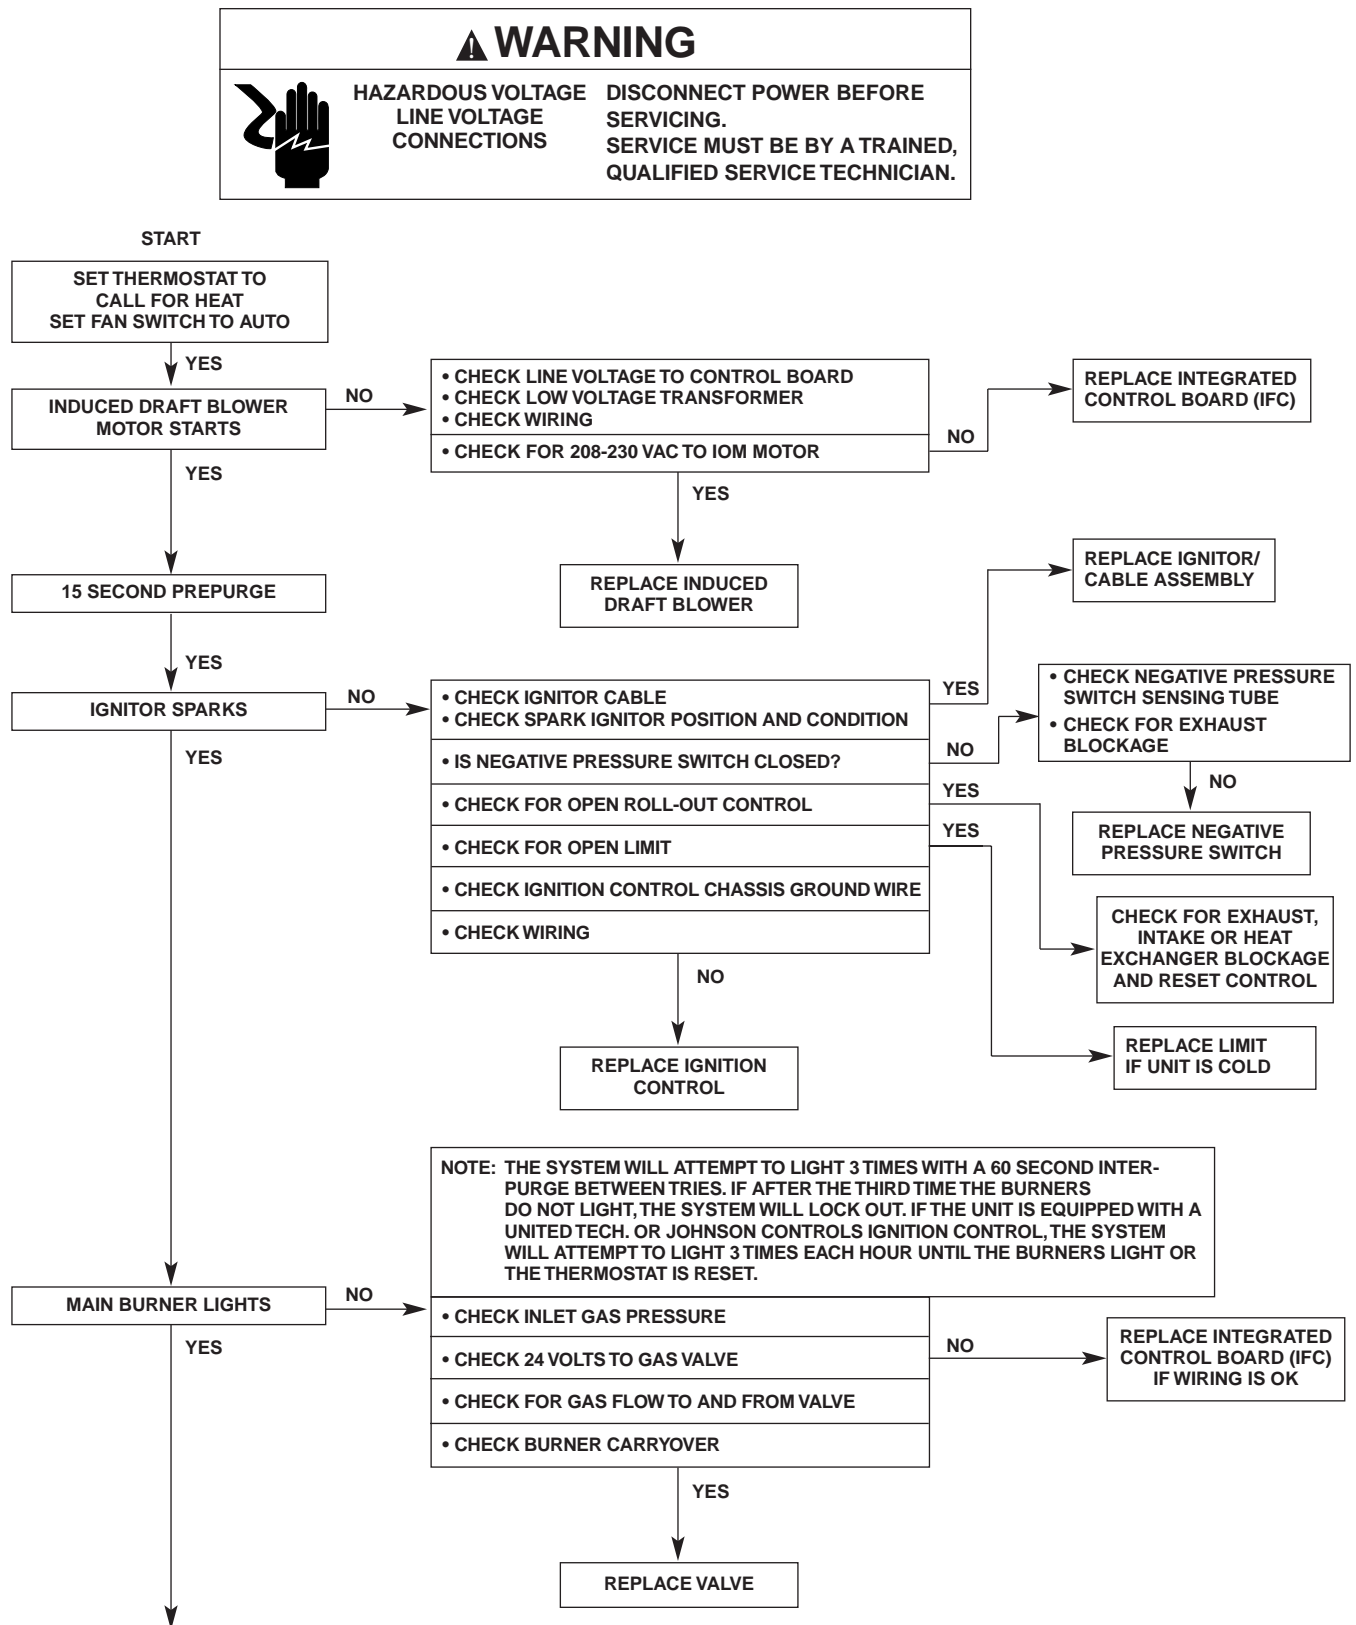 WARNING
HAZARDOUS VOLTAGE
LINE VOLTAGE
CONNECTIONS
DISCONNECT POWER BEFORE
SERVICING.
SERVICE MUST BE BY A TRAINED,
QUALIFIED SERVICE TECHNICIAN.
START
SET THERMOSTAT TO
CALL FOR HEAT
SET FAN SWITCH TO AUTO
YES
INDUCED DRAFT BLOWER
MOTOR STARTS
NO
• CHECK LINE VOLTAGE TO CONTROL BOARD
• CHECK LOW VOLTAGE TRANSFORMER
• CHECK WIRING
• CHECK FOR 208-230 VAC TO IOM MOTOR
NO
REPLACE INTEGRATED
CONTROL BOARD (IFC)
YES
YES
REPLACE INDUCED
DRAFT BLOWER
15 SECOND PREPURGE
YES
IGNITOR SPARKS
NO
• CHECK IGNITOR CABLE
• CHECK SPARK IGNITOR POSITION AND CONDITION
YES
REPLACE IGNITOR/
CABLE ASSEMBLY
• IS NEGATIVE PRESSURE SWITCH CLOSED?
NO
• CHECK NEGATIVE PRESSURE
SWITCH SENSING TUBE
• CHECK FOR EXHAUST
BLOCKAGE
NO
REPLACE NEGATIVE
PRESSURE SWITCH
• CHECK FOR OPEN ROLL-OUT CONTROL
YES
CHECK FOR EXHAUST,
INTAKE OR HEAT
EXCHANGER BLOCKAGE
AND RESET CONTROL
• CHECK FOR OPEN LIMIT
YES
REPLACE LIMIT
IF UNIT IS COLD
• CHECK IGNITION CONTROL CHASSIS GROUND WIRE
• CHECK WIRING
NO
REPLACE IGNITION
CONTROL
YES
NOTE: THE SYSTEM WILL ATTEMPT TO LIGHT 3 TIMES WITH A 60 SECOND INTER-
PURGE BETWEEN TRIES. IF AFTER THE THIRD TIME THE BURNERS
DO NOT LIGHT, THE SYSTEM WILL LOCK OUT. IF THE UNIT IS EQUIPPED WITH A
UNITED TECH. OR JOHNSON CONTROLS IGNITION CONTROL, THE SYSTEM
WILL ATTEMPT TO LIGHT 3 TIMES EACH HOUR UNTIL THE BURNERS LIGHT OR
THE THERMOSTAT IS RESET.
MAIN BURNER LIGHTS
NO
• CHECK INLET GAS PRESSURE
• CHECK 24 VOLTS TO GAS VALVE
NO
REPLACE INTEGRATED
CONTROL BOARD (IFC)
IF WIRING IS OK
• CHECK FOR GAS FLOW TO AND FROM VALVE
• CHECK BURNER CARRYOVER
YES
YES
REPLACE VALVE